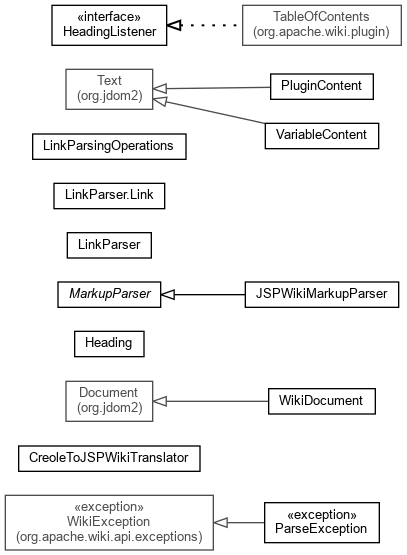 «interface»
HeadingListener
TableOfContents
(org.apache.wiki.plugin)
Text
(org.jdom2)
PluginContent
VariableContent
LinkParsingOperations
LinkParser.Link
LinkParser
MarkupParser
JSPWikiMarkupParser
Heading
Document
(org.jdom2)
WikiDocument
CreoleToJSPWikiTranslator
«exception»
WikiException
(org.apache.wiki.api.exceptions)
«exception»
ParseException